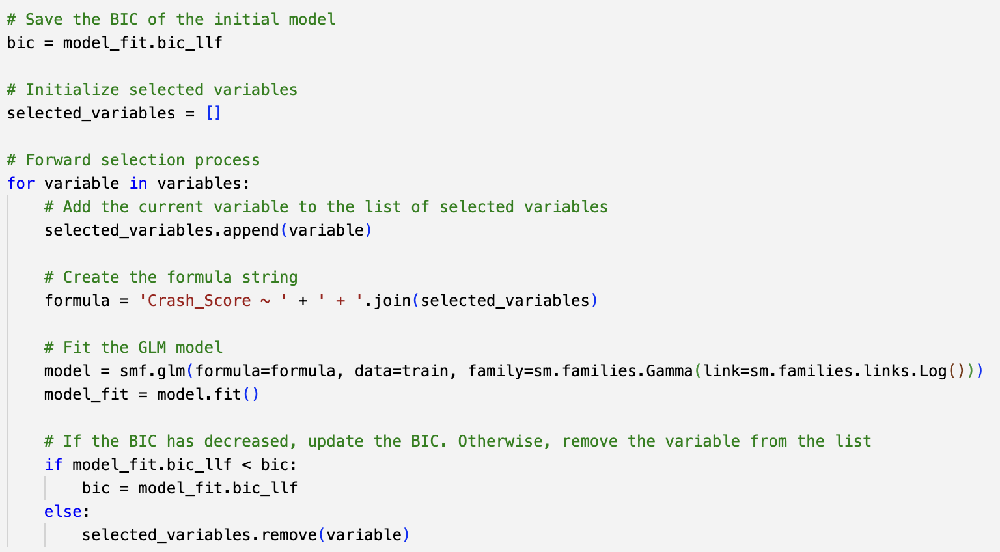 # Save the BIC of the initial model
bic = model_fit.bic_llf

# Initialize selected variables
selected_variables = []

# Forward selection process
for variable in variables:
    # Add the current variable to the list of selected variables
    selected_variables.append(variable)

    # Create the formula string
    formula = 'Crash_Score ~ ' + ' + '.join(selected_variables)

    # Fit the GLM model
    model = smf.glm(formula=formula, data=train, family=sm.families.Gamma(link=sm.families.links.Log()))
    model_fit = model.fit()

    # If the BIC has decreased, update the BIC. Otherwise, remove the variable from the list
    if model_fit.bic_llf < bic:
        bic = model_fit.bic_llf
    else:
        selected_variables.remove(variable)